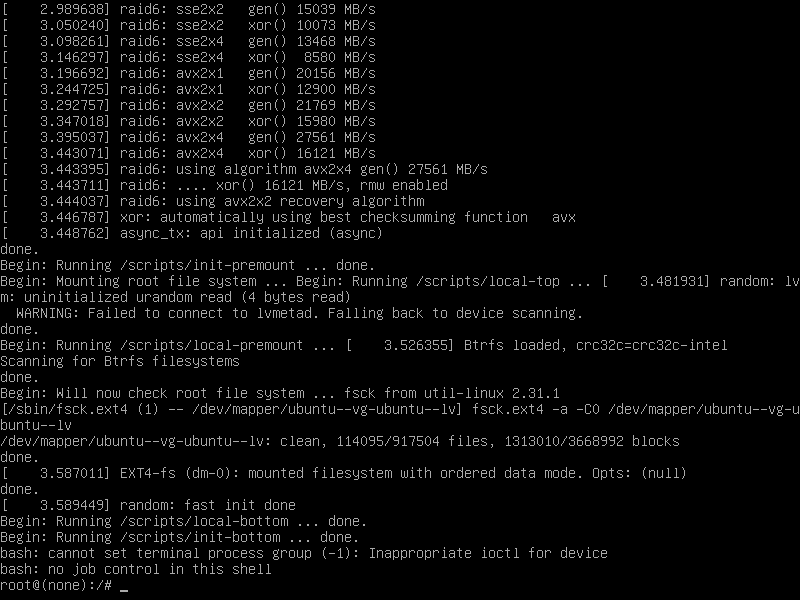 [    2.989638] raid6: sse2x2   gen() 15039 MB/s
[    3.050240] raid6: sse2x2   xor() 10073 MB/s
[    3.098261] raid6: sse2x4   gen() 13468 MB/s
[    3.146297] raid6: sse2x4   xor()  8580 MB/s
[    3.196692] raid6: avx2x1   gen() 20156 MB/s
[    3.244725] raid6: avx2x1   xor() 12900 MB/s
[    3.292757] raid6: avx2x2   gen() 21769 MB/s
[    3.347018] raid6: avx2x2   xor() 15980 MB/s
[    3.395037] raid6: avx2x4   gen() 27561 MB/s
[    3.443071] raid6: avx2x4   xor() 16121 MB/s
[    3.443395] raid6: using algorithm avx2x4 gen() 27561 MB/s
[    3.443711] raid6: .... xor() 16121 MB/s, rmw enabled
[    3.444037] raid6: using avx2x2 recovery algorithm
[    3.446787] xor: automatically using best checksumming function   avx
[    3.448762] async_tx: api initialized (async)
done.
Begin: Running /scripts/init-premount ... done.
Begin: Mounting root file system ... Begin: Running /scripts/local-top ... [    3.481931] random: lv
m: uninitialized urandom read (4 bytes read)
  WARNING: Failed to connect to lvmetad. Falling back to device scanning.
done.
Begin: Running /scripts/local-premount ... [    3.526355] Btrfs loaded, crc32c=crc32c-intel
Scanning for Btrfs filesystems
done.
Begin: Will now check root file system ... fsck from util-linux 2.31.1
[/sbin/fsck.ext4 (1) -- /dev/mapper/ubuntu--vg-ubuntu--lv] fsck.ext4 -a -C0 /dev/mapper/ubuntu--vg-u
buntu--lv
/dev/mapper/ubuntu--vg-ubuntu--lv: clean, 114095/917504 files, 1313010/3668992 blocks
done.
[    3.587011] EXT4-fs (dm-0): mounted filesystem with ordered data mode. Opts: (null)
done.
[    3.589449] random: fast init done
Begin: Running /scripts/local-bottom ... done.
Begin: Running /scripts/init-bottom ... done.
bash: cannot set terminal process group (-1): Inappropriate ioctl for device
bash: no job control in this shell
root@(none):/# _